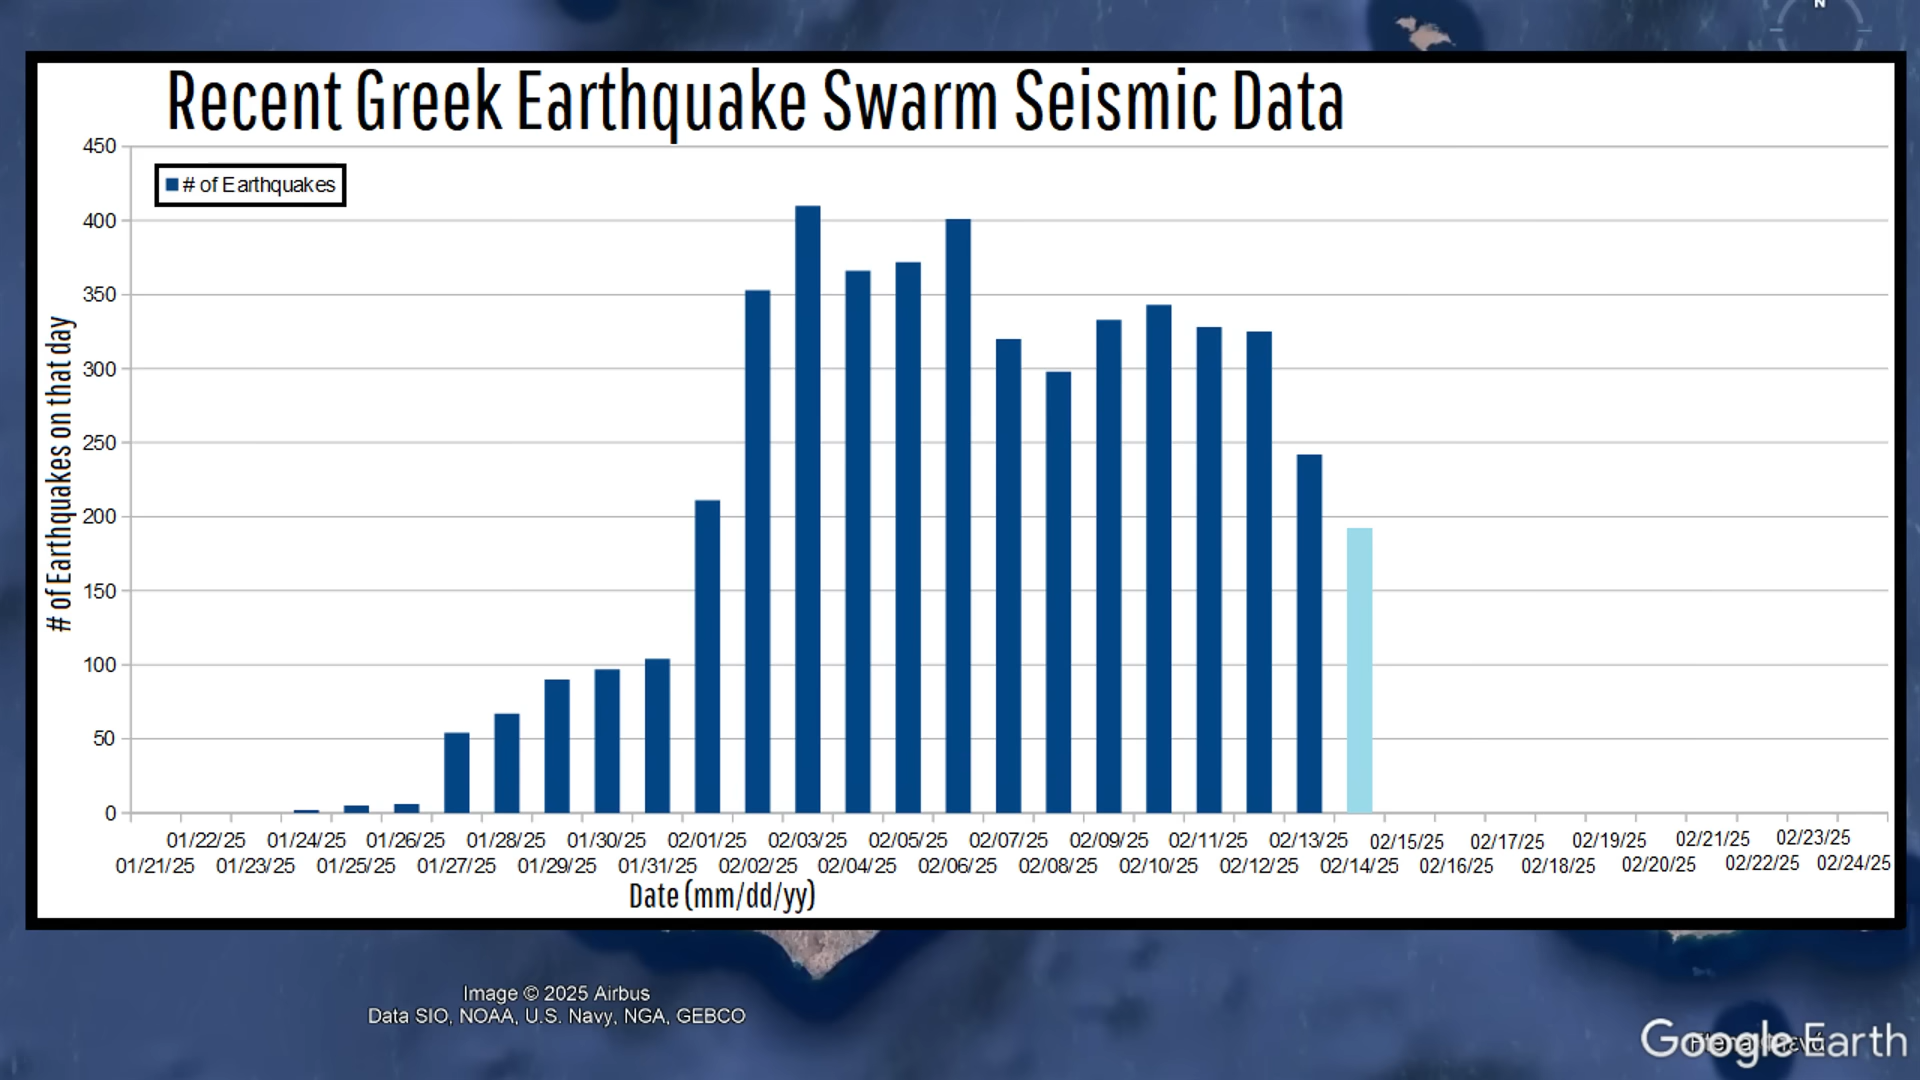 N
Recent Greek Earthquake Swarm Seismic Data
# of Earthquakes
450
400
350
300
250
200
150
100
50
0
# of Earthquakes on that day
01/22/25 01/24/25 01/26/25 01/28/25 01/30/25 02/01/25 02/03/25 02/05/25 02/07/25 02/09/25 02/11/25 02/13/25 02/15/25 02/17/25 02/19/25 02/21/25 02/23/25
01/21/25 01/23/25 01/25/25 01/27/25 01/29/25 01/31/25 02/02/25 02/04/25 02/06/25 02/08/25 02/10/25 02/12/25 02/14/25 02/16/25 02/18/25 02/20/25 02/22/25 02/24/25
Date (mm/dd/yy)
Image © 2025 Airbus
Data SIO, NOAA, U.S. Navy, NGA, GEBCO
Google Earth